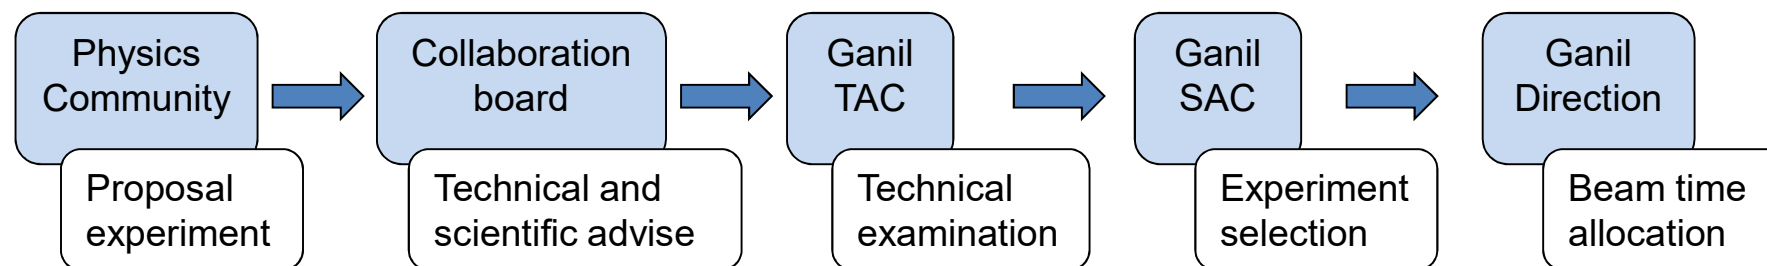 Physics
Community
Proposal
experiment
Collaboration
board
Technical and
scientific advise
Ganil
TAC
Technical
examination
Ganil
SAC
Experiment
selection
Ganil
Direction
Beam time
allocation